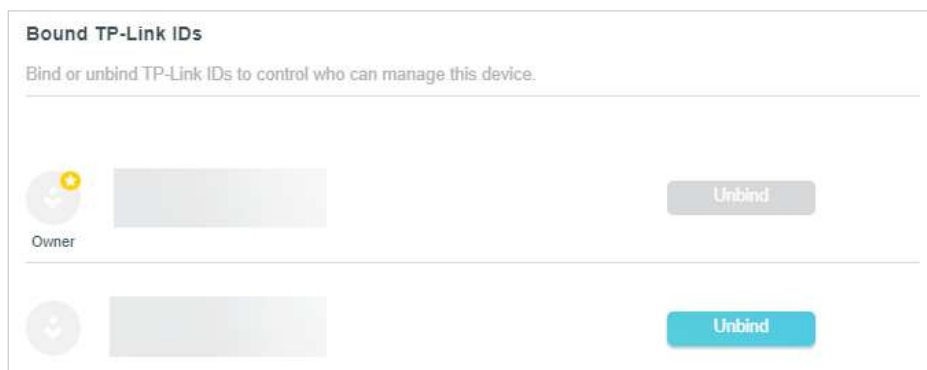 Bound TP-Link IDs
Bind or unbind TP-Link IDs to control who can manage this device.
Unbind
Owner
Unbind